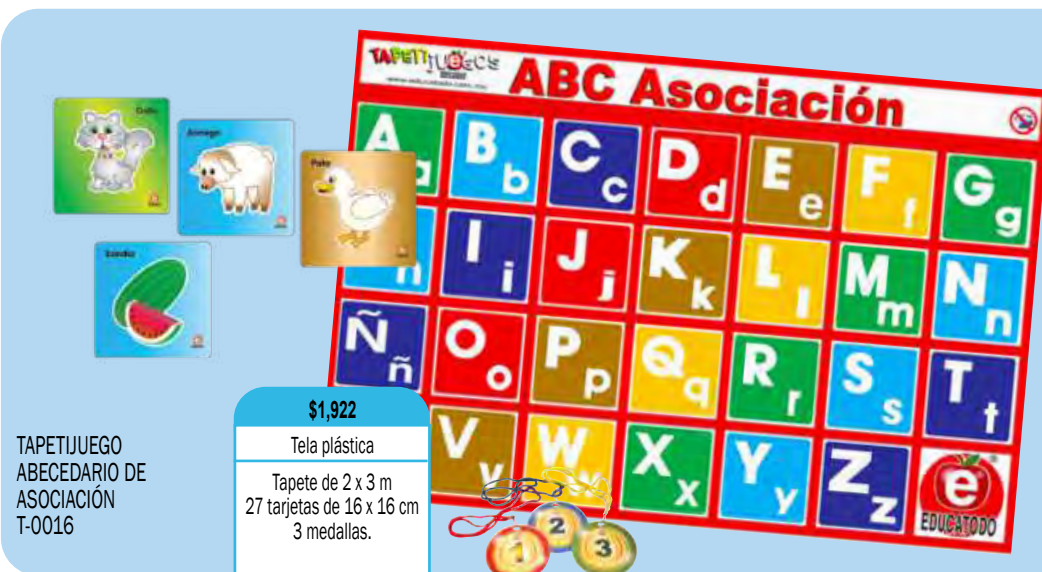 TAPETIJUEGOS
ABC Asociación
A a
B b
C c
D d
E e
F f
G g
h
I i
J j
K k
L l
M m
N n
Ñ ñ
O o
P p
Q q
R r
S s
T t
V v
W
X x
Y y
Z z
e
EDUCATODO
Gato
Borrego
Pato
Sandía
TAPETIJUEGO
ABECEDARIO DE
ASOCIACIÓN
T-0016
$1,922
Tela plástica
Tapete de 2 x 3 m
27 tarjetas de 16 x 16 cm
3 medallas.
1
2
3